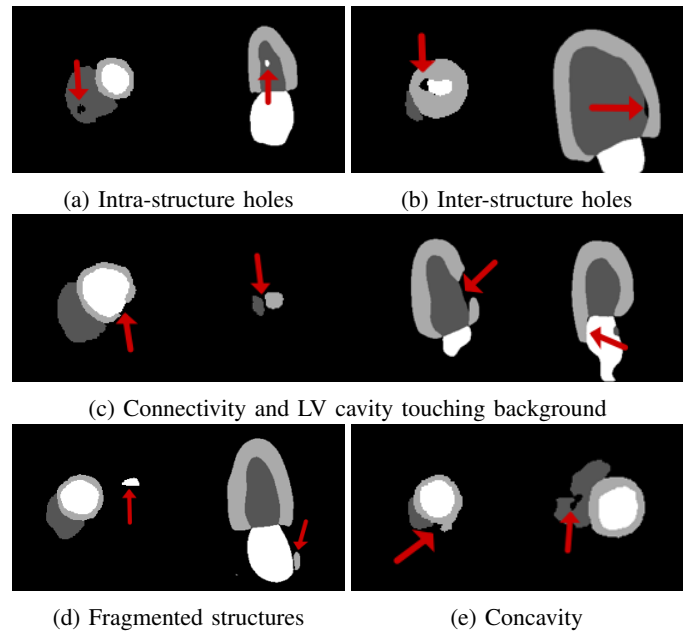 (a) Intra-structure holes
(b) Inter-structure holes
(c) Connectivity and LV cavity touching background
(d) Fragmented structures
(e) Concavity